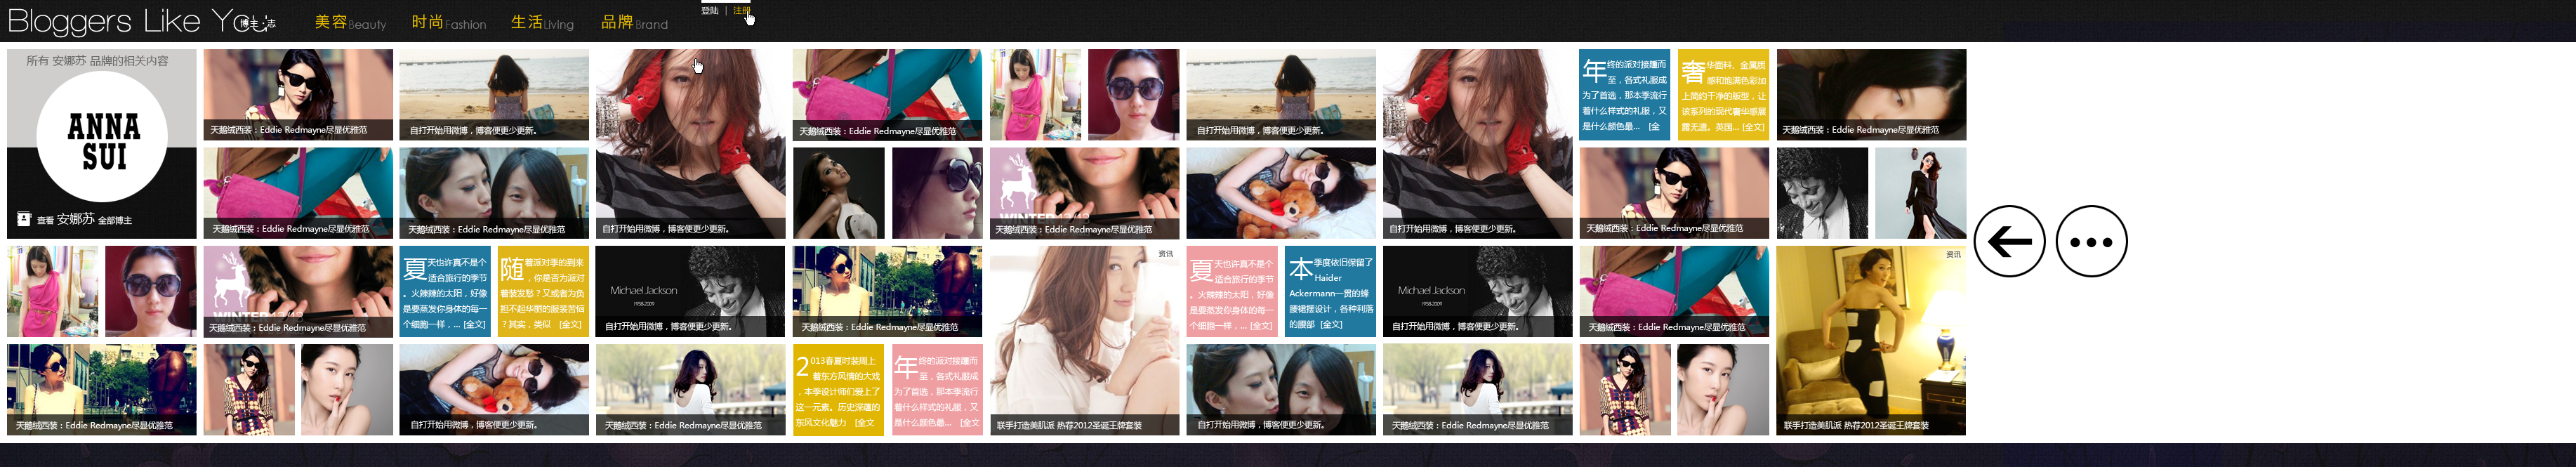 Bloggers Like You
博主·志
美容Beauty
时尚Fashion
生活Living
品牌Brand
登陆 | 注册
所有 安娜苏 品牌的相关内容
ANNA
SUI
查看 安娜苏 全部博主
天鹅绒西装：Eddie Redmayne尽显优雅范
自打开始用微博，博客便更少更新。
天鹅绒西装：Eddie Redmayne尽显优雅范
自打开始用微博，博客便更少更新。
年终的派对接踵而
至，各式礼服成
为了首选，那本季流行
着什么样式的礼服，又
是什么颜色最... [全
奢华面料、金属质
感和饱满色彩加
上简约干净的版型，让
该系列的现代奢华感展
露无遗。英国... [全文]
天鹅绒西装：Eddie Redmayne尽显优雅范
天鹅绒西装：Eddie Redmayne尽显优雅范
天鹅绒西装：Eddie Redmayne尽显优雅范
自打开始用微博，博客便更少更新。
WINTER12/13
天鹅绒西装：Eddie Redmayne尽显优雅范
自打开始用微博，博客便更少更新。
天鹅绒西装：Eddie Redmayne尽显优雅范
WINTER12/13
天鹅绒西装：Eddie Redmayne尽显优雅范
夏天也许真不是个
适合旅行的季节
。火辣辣的太阳，好像
是要蒸发你身体的每一
个细胞一样，... [全文]
随着派对季的到来
，你是否为派对
着装发愁？又或者为负
担不起华丽的服装苦恼
？其实，类似 [全文]
Michael Jackson
1958-2009
自打开始用微博，博客便更少更新。
天鹅绒西装：Eddie Redmayne尽显优雅范
资讯
联手打造美肌派 热荐2012圣诞王牌套装
夏天也许真不是个
适合旅行的季节
。火辣辣的太阳，好像
是要蒸发你身体的每一
个细胞一样，... [全文]
本季度依旧保留了
Haider
Ackermann一贯的蜂
腰裙摆设计，各种利落
的腰部 [全文]
Michael Jackson
1958-2009
自打开始用微博，博客便更少更新。
天鹅绒西装：Eddie Redmayne尽显优雅范
资讯
联手打造美肌派 热荐2012圣诞王牌套装
天鹅绒西装：Eddie Redmayne尽显优雅范
自打开始用微博，博客便更少更新。
天鹅绒西装：Eddie Redmayne尽显优雅范
2013春夏时装周上
着东方风情的大戏
，本季设计师们爱上了
这一元素。历史深蕴的
东风文化魅力 [全文
年终的派对接踵而
至，各式礼服成
为了首选，那本季流行
着什么样式的礼服，又
是什么颜色最... [全文
自打开始用微博，博客便更少更新。
天鹅绒西装：Eddie Redmayne尽显优雅范